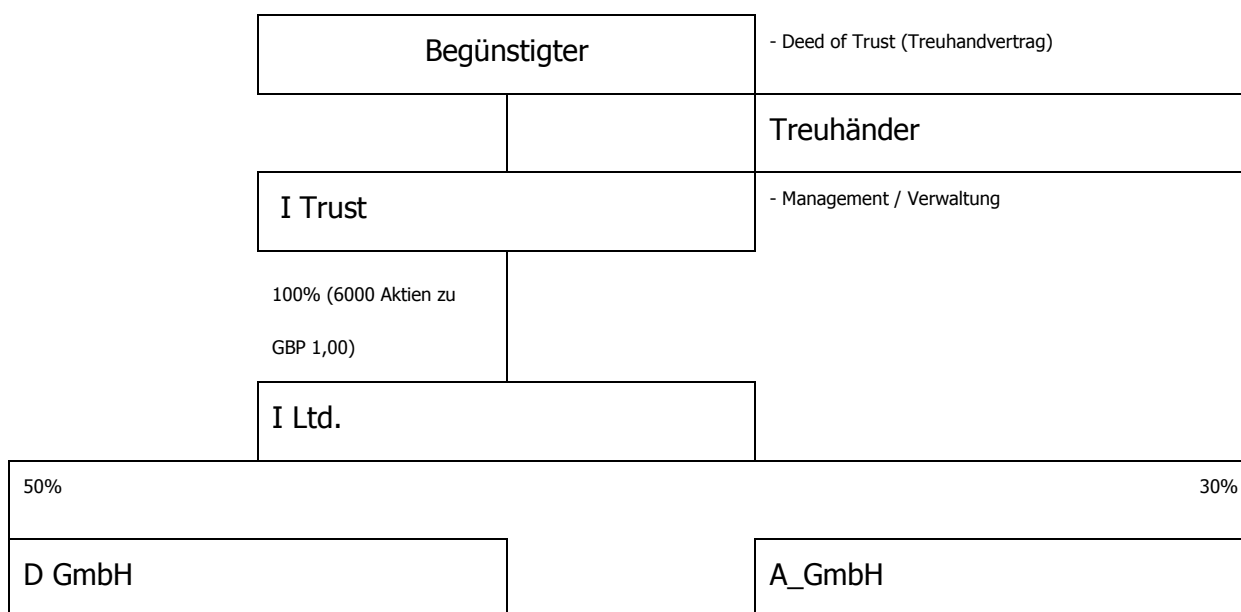 Begünstigter
- Deed of Trust (Treuhandvertrag)
Treuhänder
I Trust
- Management / Verwaltung
100% (6000 Aktien zu
GBP 1,00)
I Ltd.
50%
30%
D GmbH
A_GmbH